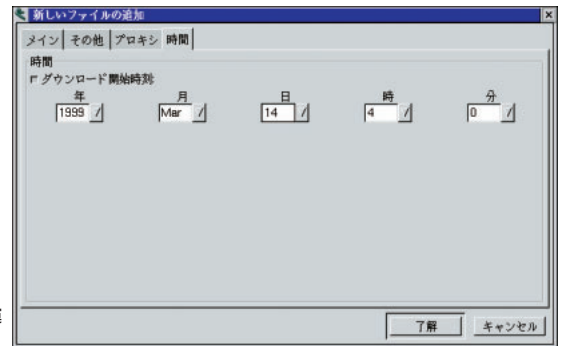 新しいファイルの追加
メイン その他 プロキシ 時間
時間
ダウンロード開始時刻:
年 月 日 時 分
1999 Mar 14 4 0
了解 キャンセル